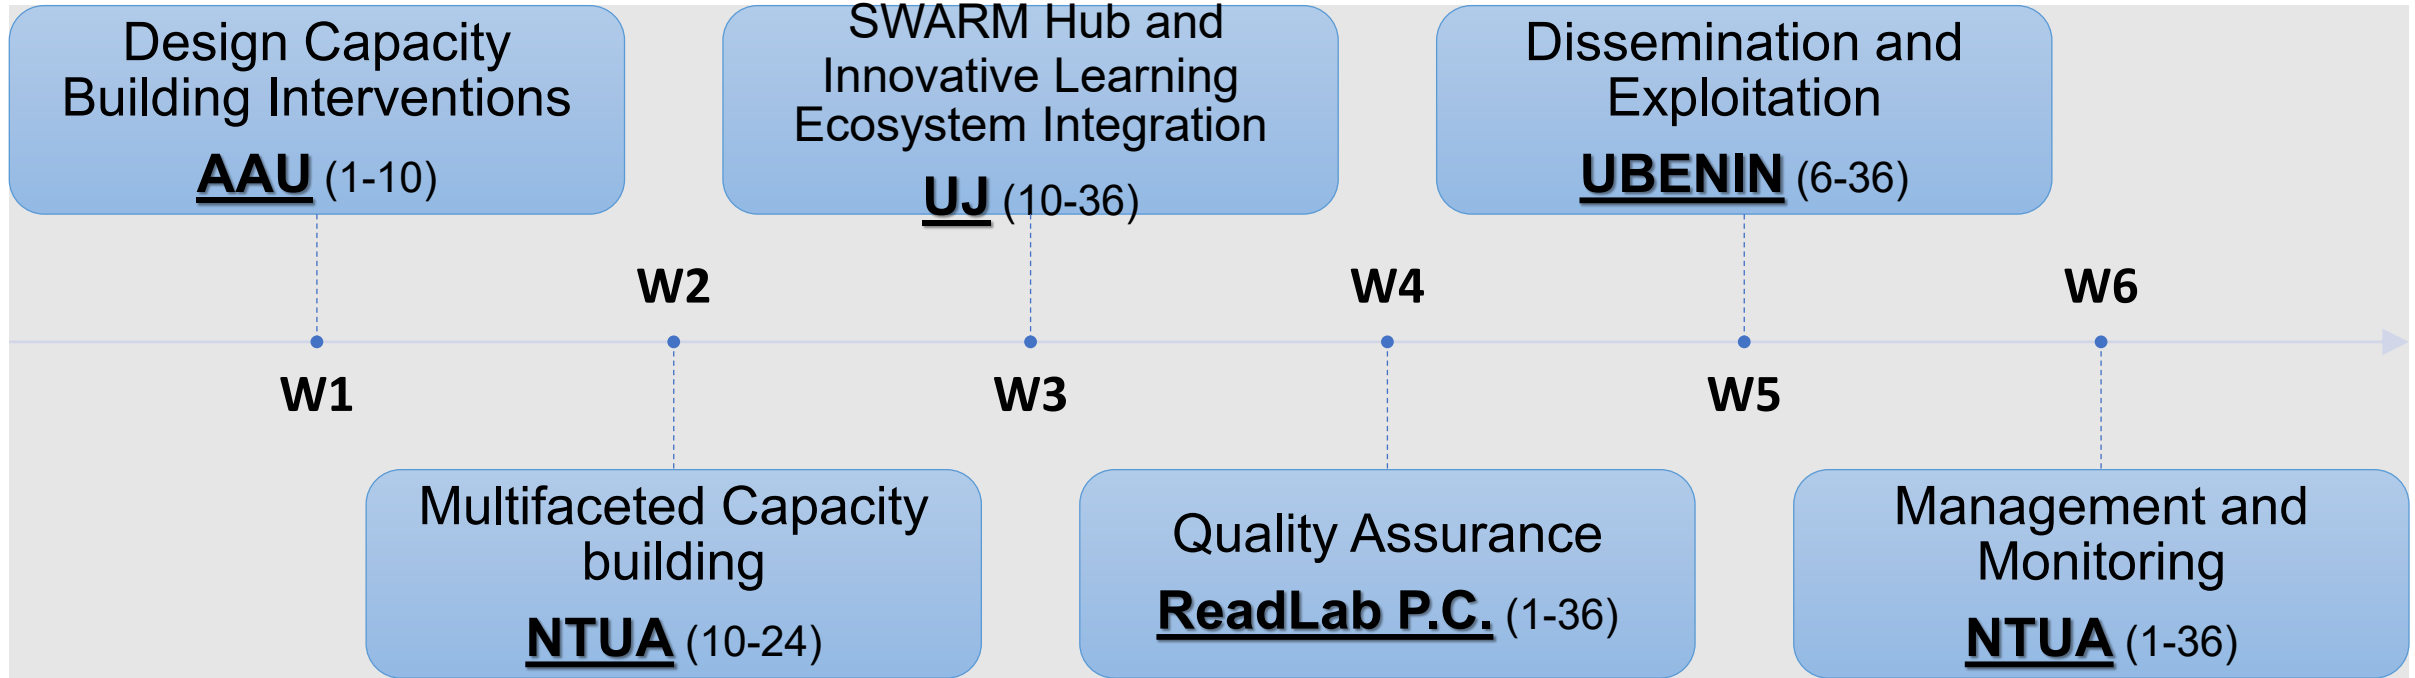 Design Capacity
Building Interventions
AAU (1-10)
SWARM Hub and
Innovative Learning
Ecosystem Integration
UJ (10-36)
Dissemination and
Exploitation
UBENIN (6-36)
W2
W4
W6
W1
W3
W5
Multifaceted Capacity
building
NTUA (10-24)
Quality Assurance
ReadLab P.C. (1-36)
Management and
Monitoring
NTUA (1-36)